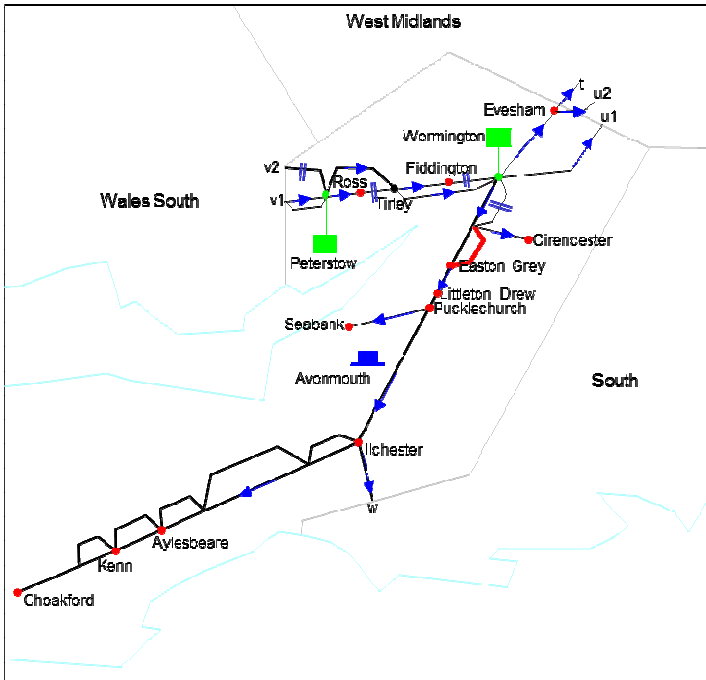 West Midlands
t
u2
Evesham
u1
Wormington
Fiddington
v2
Ross
Wales South
v1
Tirley
Cirencester
Peterstow
Easton Grey
Littleton Drew
Pucklechurch
Seabank
Avonmouth
South
Ilchester
w
Aylesbeare
Kenn
Choakford